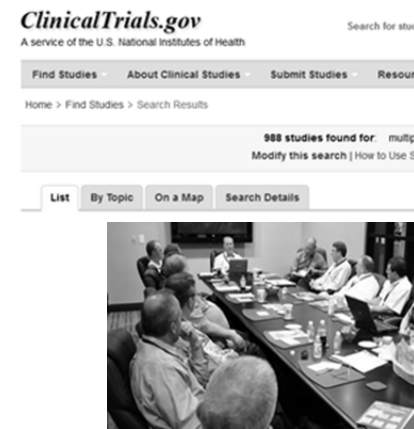 ClinicalTrials.gov
A service of the U.S. National Institutes of Health
Search for
Find Studies About Clinical Studies Submit Studies
Home > Find Studies > Search Results
988 studies found for:
Modify this search | How to Use
List By Topic On a Map Search Details